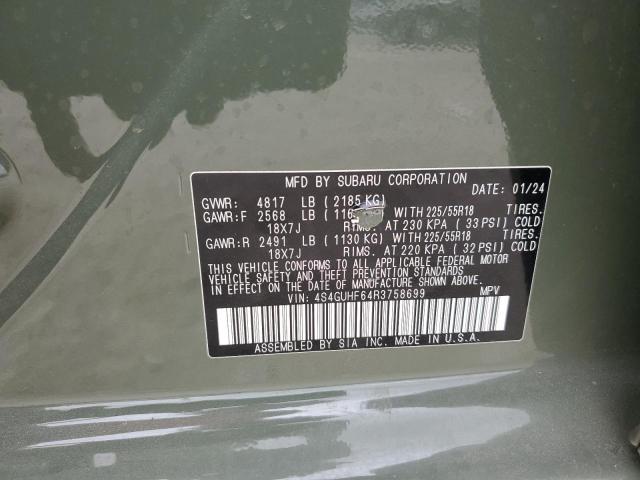 MFD BY SUBARU CORPORATION
DATE: 01/24
GVWR: 4817 LB (2185 KG)
GAWR:F 2568 LB WITH 225/55R18 TIRES.
18X7J RIMS. AT 230 KPA (33 PSI) COLD
GAWR:R 2491 LB (1130 KG) WITH 225/55R18 TIRES.
18X7J RIMS. AT 220 KPA (32 PSI) COLD
THIS VEHICLE CONFORMS TO ALL APPLICABLE FEDERAL MOTOR
VEHICLE SAFETY AND THEFT PREVENTION STANDARDS
IN EFFECT ON THE DATE OF MANUFACTURE SHOWN ABOVE.
VIN: 4S4GUHF64R3758699 MPV
ASSEMBLED BY SIA INC. MADE IN U.S.A.